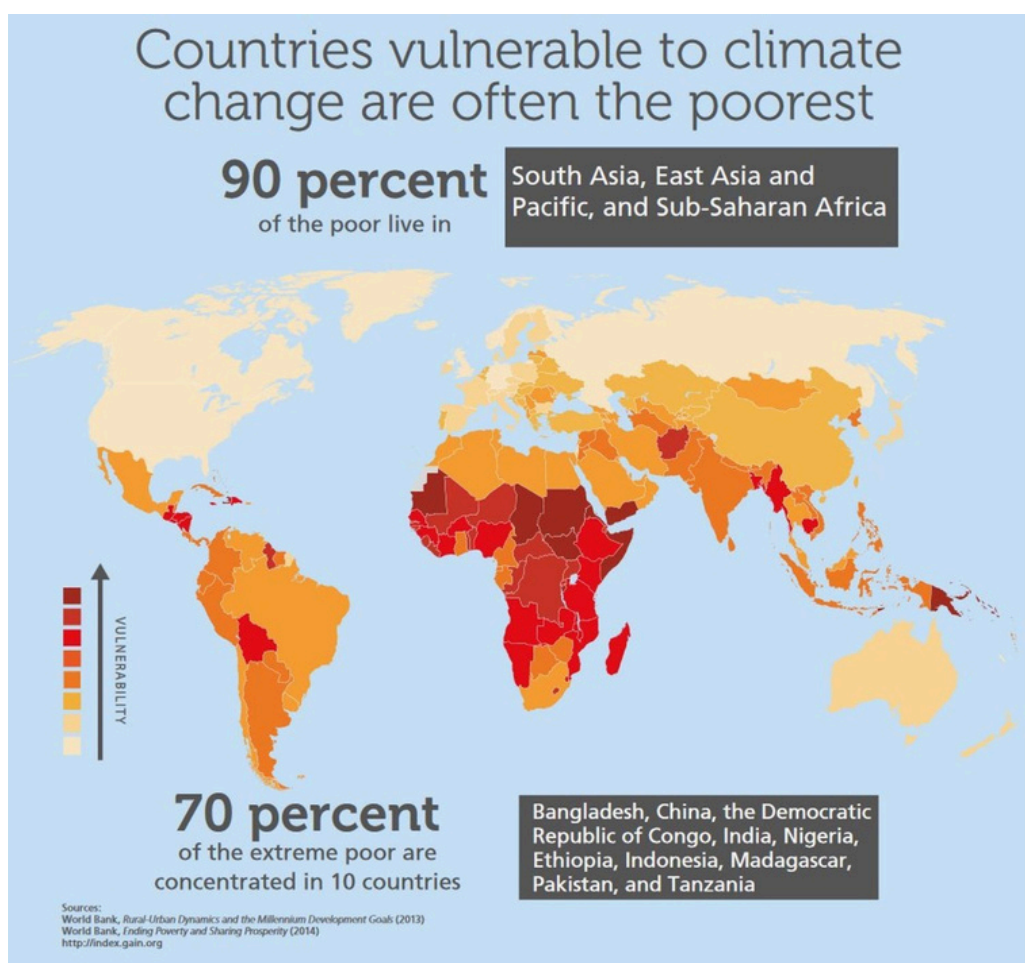 Countries vulnerable to climate
change are often the poorest
90 percent
of the poor live in
South Asia, East Asia and
Pacific, and Sub-Saharan Africa
VULNERABILITY
70 percent
of the extreme poor are
concentrated in 10 countries
Bangladesh, China, the Democratic
Republic of Congo, India, Nigeria,
Ethiopia, Indonesia, Madagascar,
Pakistan, and Tanzania
Sources:
World Bank, Rural-Urban Dynamics and the Millennium Development Goals (2013)
World Bank, Ending Poverty and Sharing Prosperity (2014)
http://index.gain.org